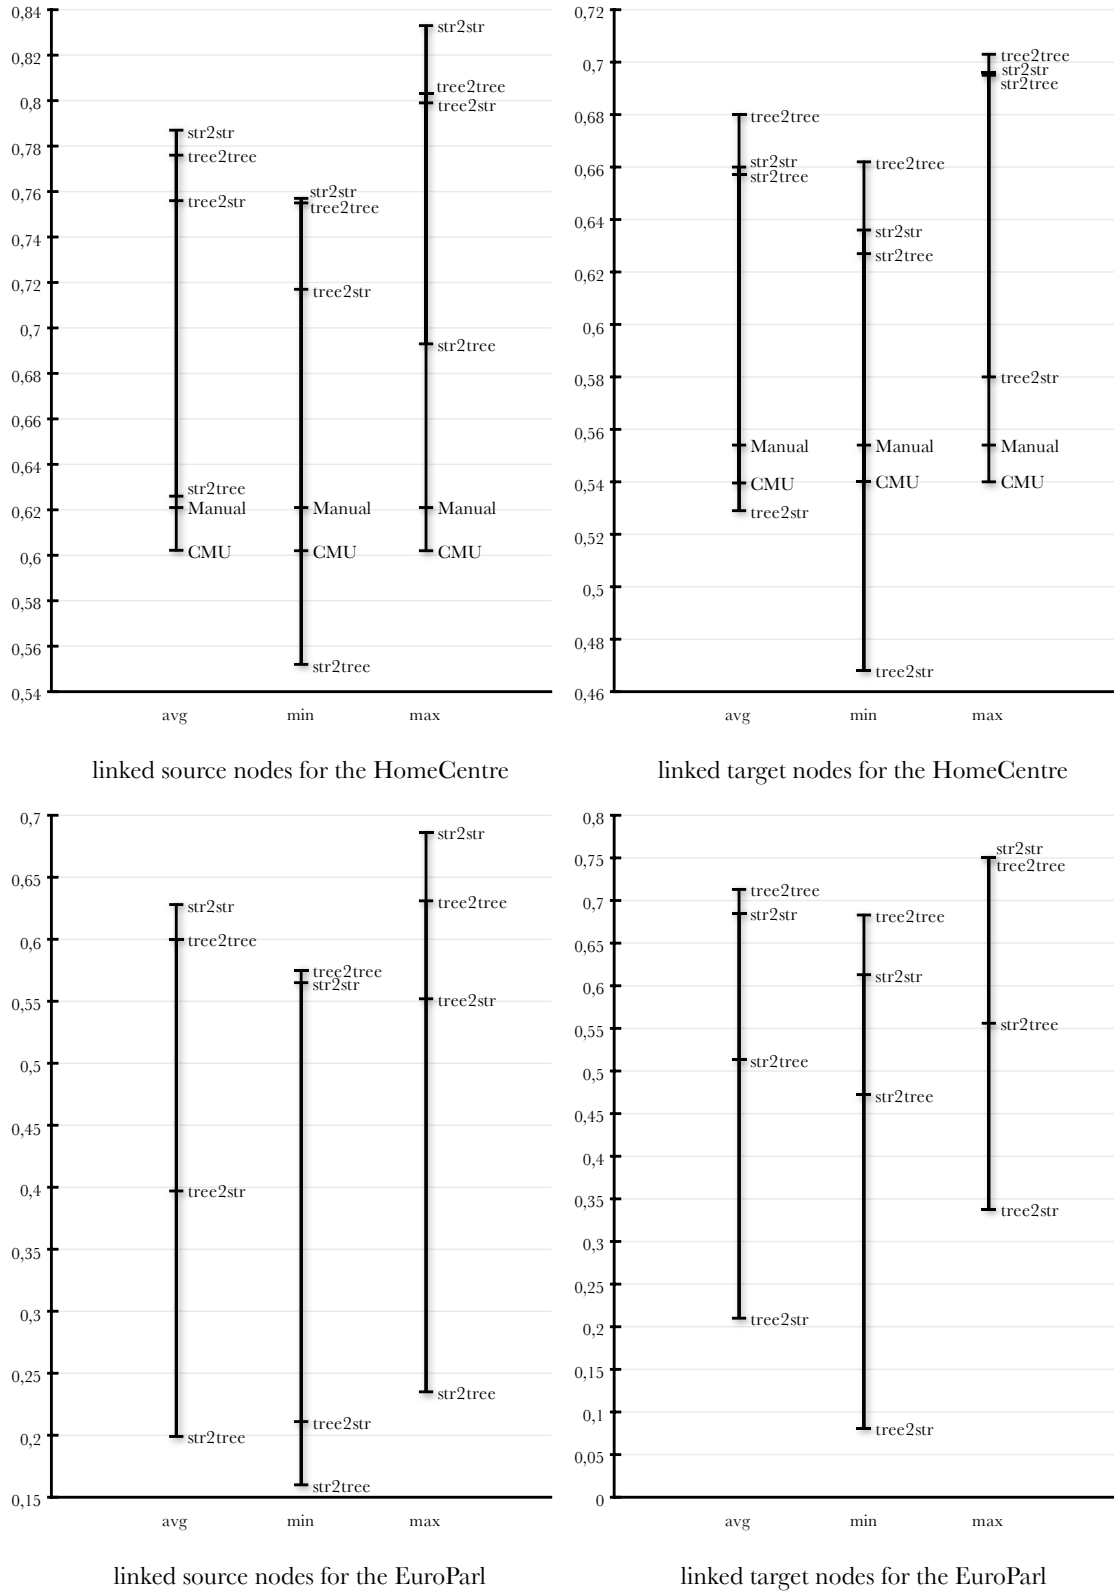 0,84
0,82
0,8
0,78
0,76
0,74
0,72
0,7
0,68
0,66
0,64
0,62
0,6
0,58
0,56
0,54
str2str
tree2tree
tree2str
str2tree
Manual
CMU
str2str
tree2tree
tree2str
Manual
CMU
str2tree
str2str
tree2tree
tree2str
str2tree
Manual
CMU
avg min max
linked source nodes for the HomeCentre
0,72
0,7
0,68
0,66
0,64
0,62
0,6
0,58
0,56
0,54
0,52
0,5
0,48
0,46
tree2tree
str2str
str2tree
Manual
CMU
tree2str
tree2tree
str2str
str2tree
Manual
CMU
tree2str
tree2tree
str2str
str2tree
tree2str
Manual
CMU
avg min max
linked target nodes for the HomeCentre
0,7
0,65
0,6
0,55
0,5
0,45
0,4
0,35
0,3
0,25
0,2
0,15
str2str
tree2tree
tree2str
str2tree
tree2tree
str2str
tree2str
str2tree
str2str
tree2tree
tree2str
str2tree
avg min max
linked source nodes for the EuroParl
0,8
0,75
0,7
0,65
0,6
0,55
0,5
0,45
0,4
0,35
0,3
0,25
0,2
0,15
0,1
0,05
0
tree2tree
str2str
str2tree
tree2str
tree2tree
str2str
str2tree
tree2str
str2str
tree2tree
str2tree
tree2str
avg min max
linked target nodes for the EuroParl